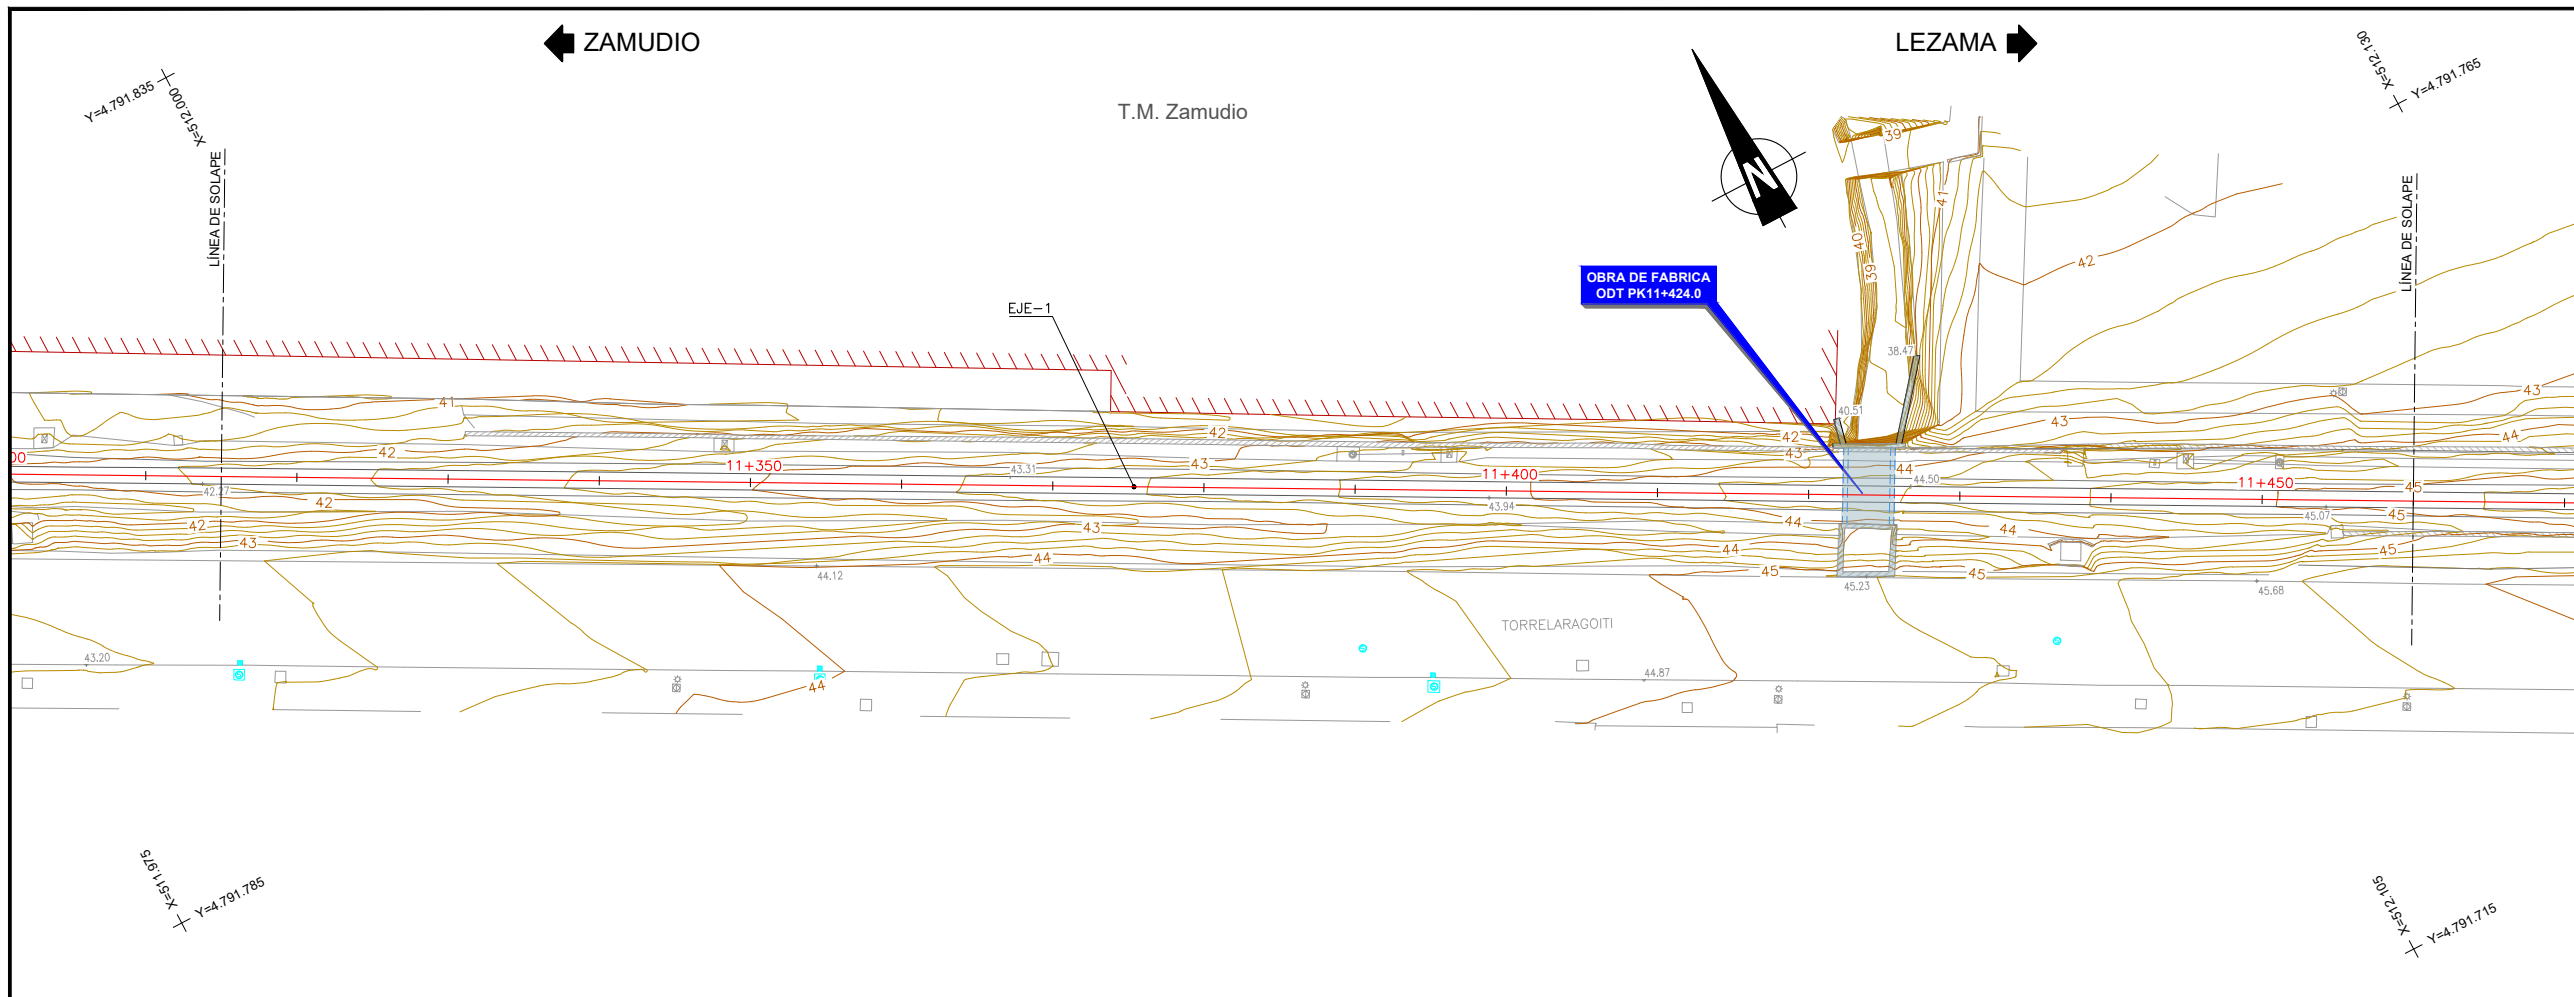 ZAMUDIO
LEZAMA
T.M. Zamudio
Y=4.791.835
X=512.000
X=512.130
Y=4.791.765
LÍNEA DE SOLAPE
LÍNEA DE SOLAPE
N
39
41
40
39
42
OBRA DE FABRICA
ODT PK11+424.0
EJE-1
38.47
41
40.51
43
42
42
43
44
42
00
11+350
43.31
43
11+400
43
44
44.50
11+450
45
42.27
42
43.94
45.07
45
42
43
44
44
43
44
44
45
44.12
45
45
45.23
45.68
TORRELARAGOITI
43.20
44
44.87
X=511.975
Y=4.791.785
X=512.105
Y=4.791.715